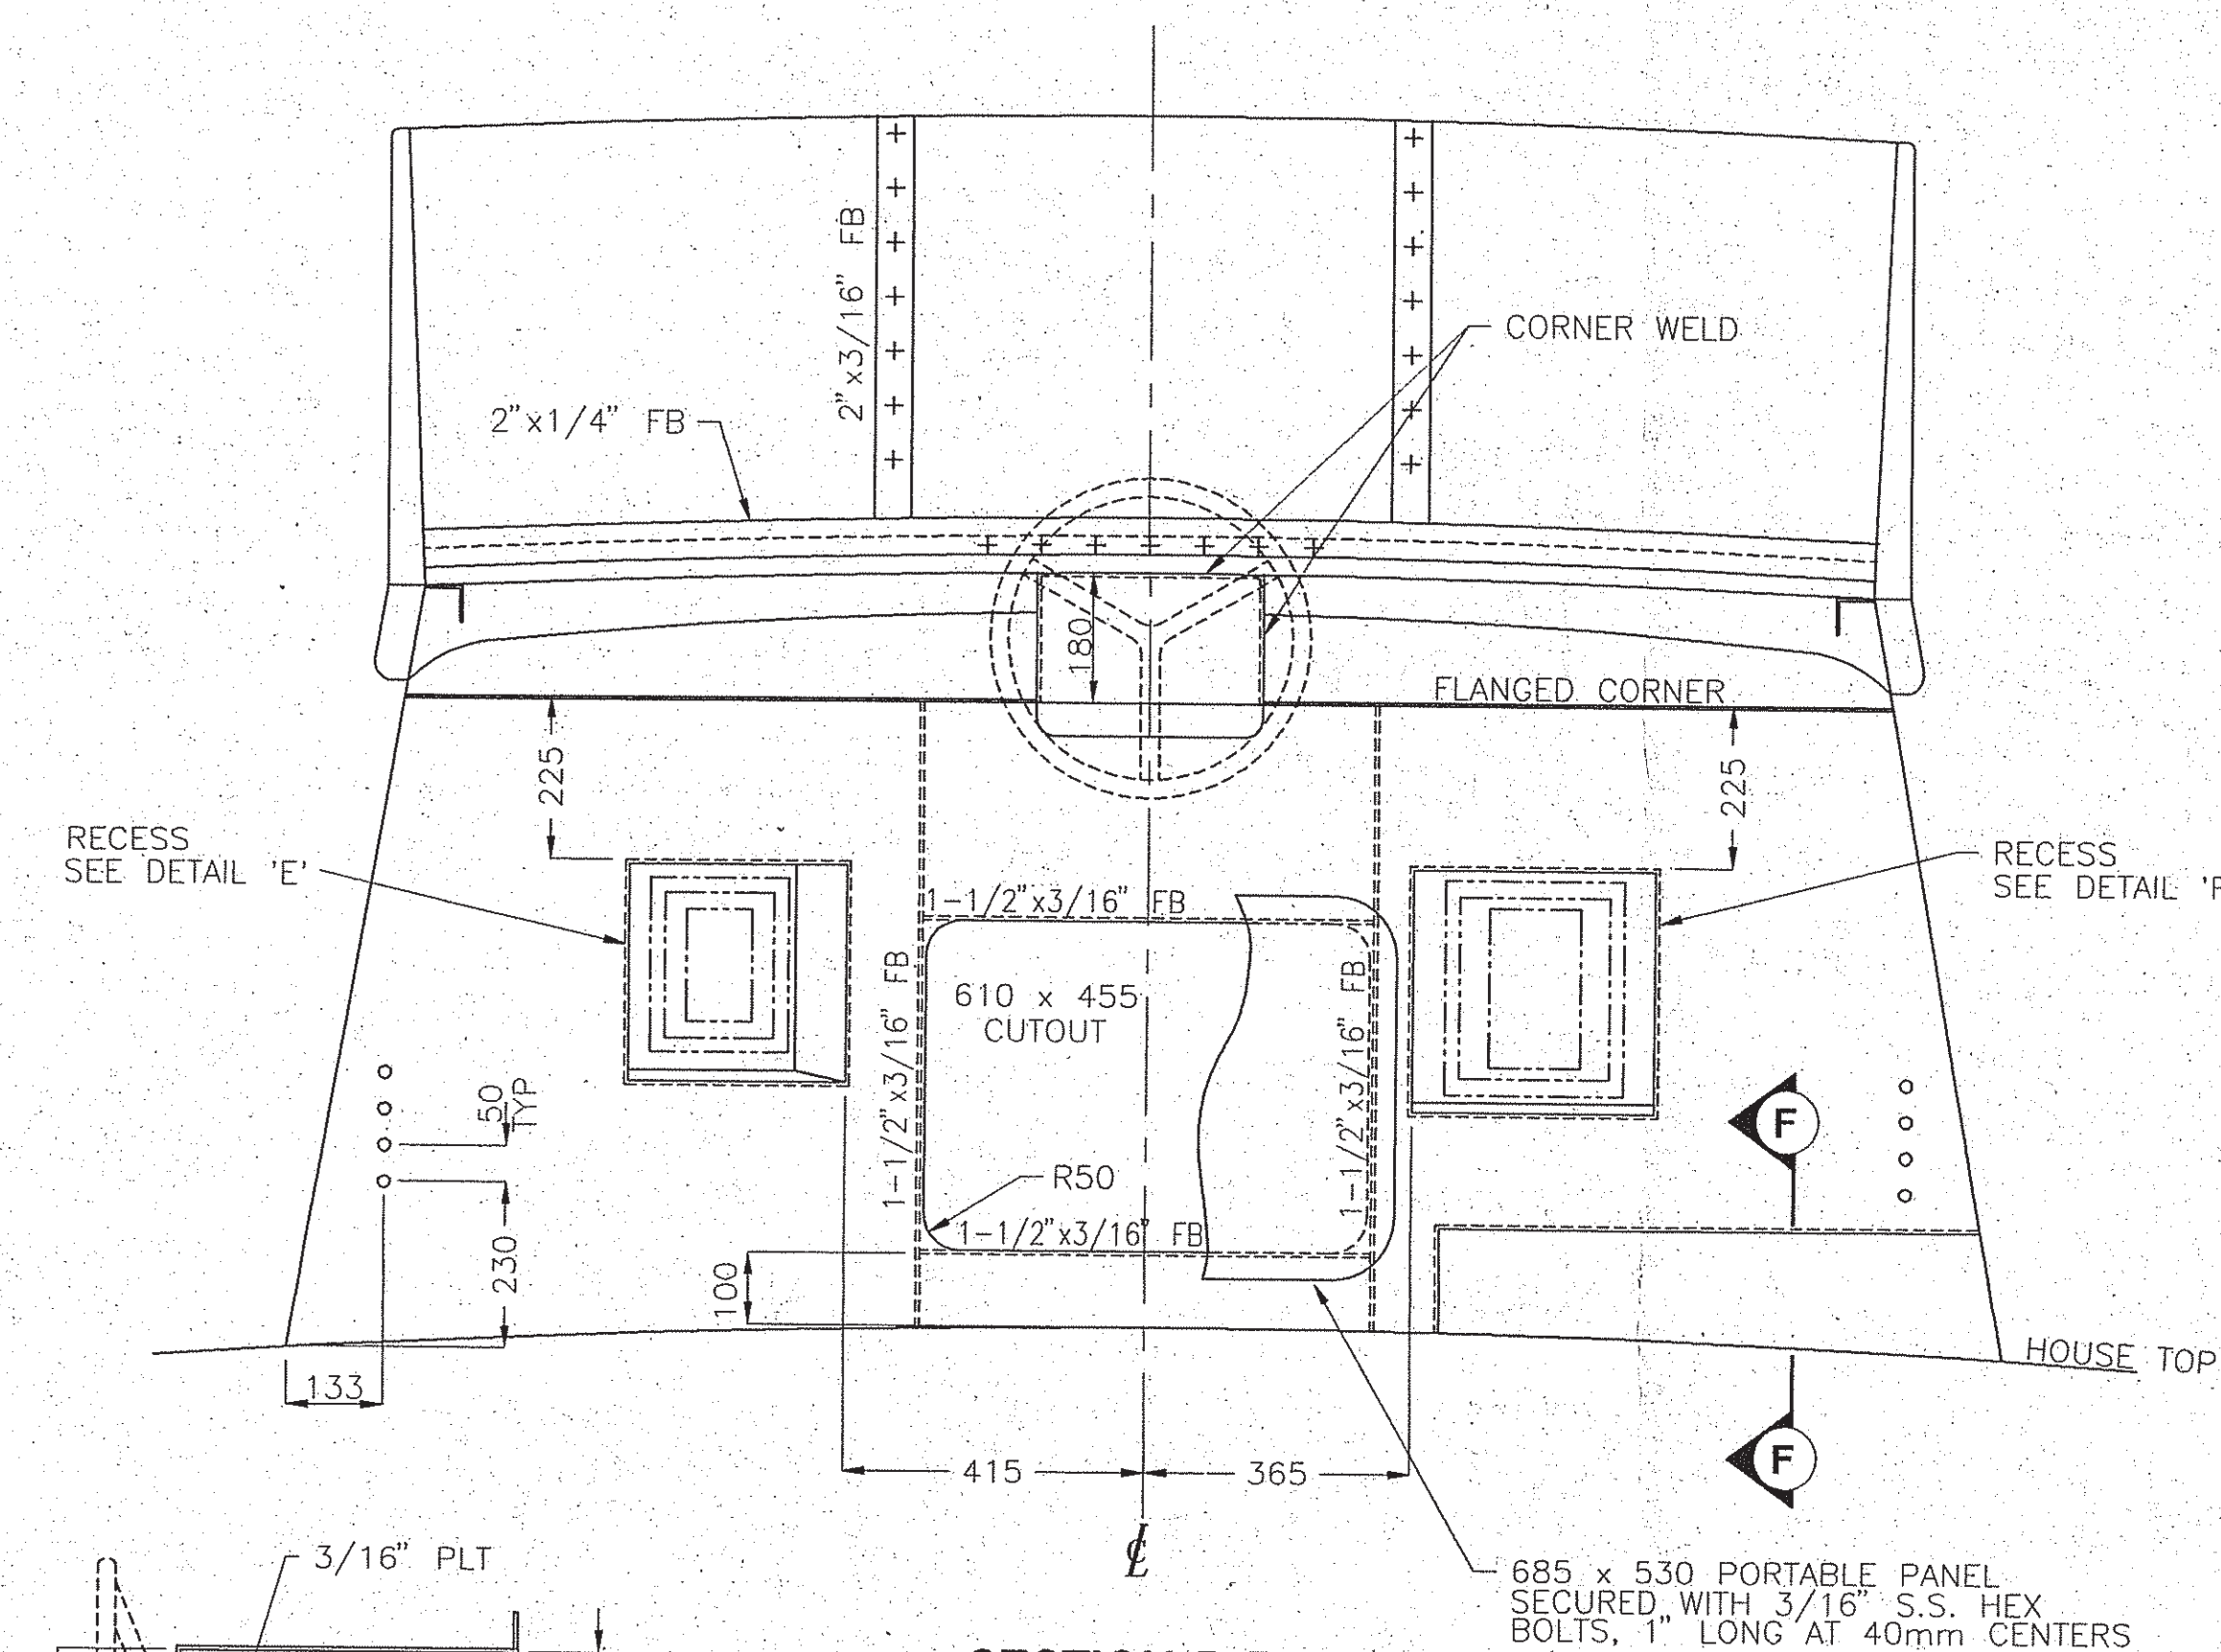 2"x3/16" FB
CORNER WELD
2"x1/4" FB
180
FLANGED CORNER
225
225
RECESS
SEE DETAIL 'E'
RECESS
SEE DETAIL
1-1/2"x3/16" FB
1-1/2"x3/16" FB
610 x 455
CUTOUT
1-1/2"x3/16" FB
50
TYP
F
R50
1-1/2"x3/16" FB
230
100
HOUSE TOP
133
415
365
F
℄
3/16" PLT
685 x 530 PORTABLE PANEL
SECURED WITH 3/16" S.S. HEX
BOLTS, 1" LONG AT 40mm CENTERS